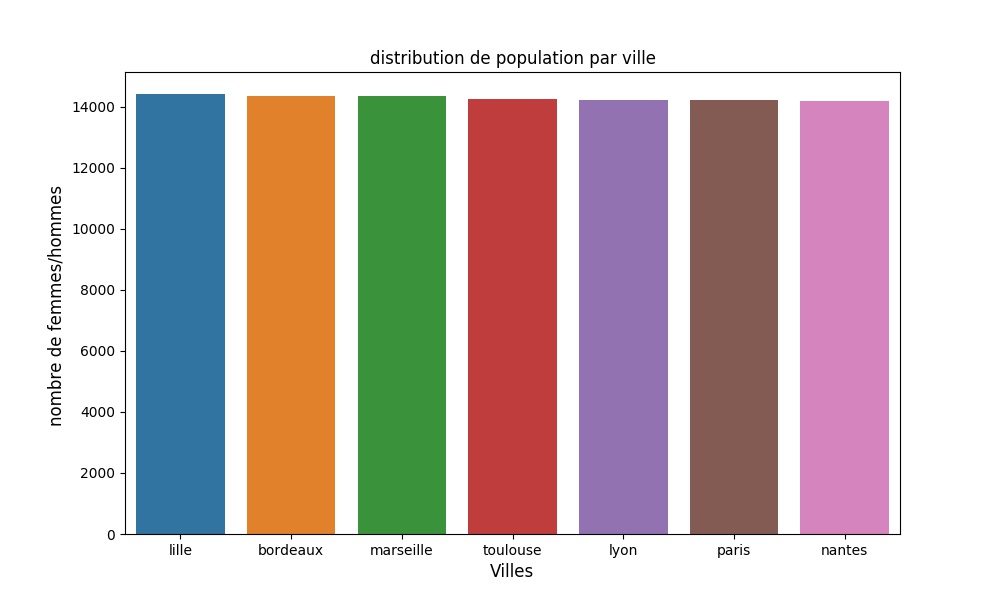 distribution de population par ville
nombre de femmes/hommes
14000
12000
10000
8000
6000
4000
2000
0
lille bordeaux marseille toulouse lyon paris nantes
Villes